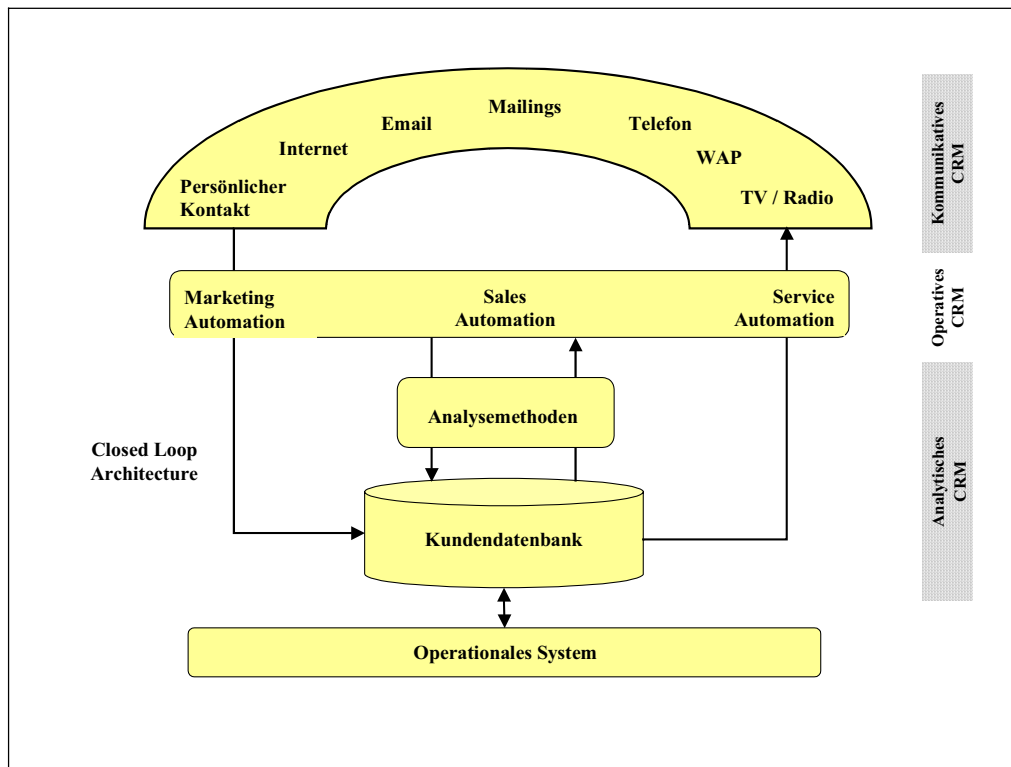 Mailings
Email
Telefon
Internet
WAP
Persönlicher
Kontakt
TV / Radio
Kommunikatives
CRM
Marketing
Automation
Sales
Automation
Service
Automation
Operatives
CRM
Analysemethoden
Closed Loop
Architecture
Kundendatenbank
Analytisches
CRM
Operationales System